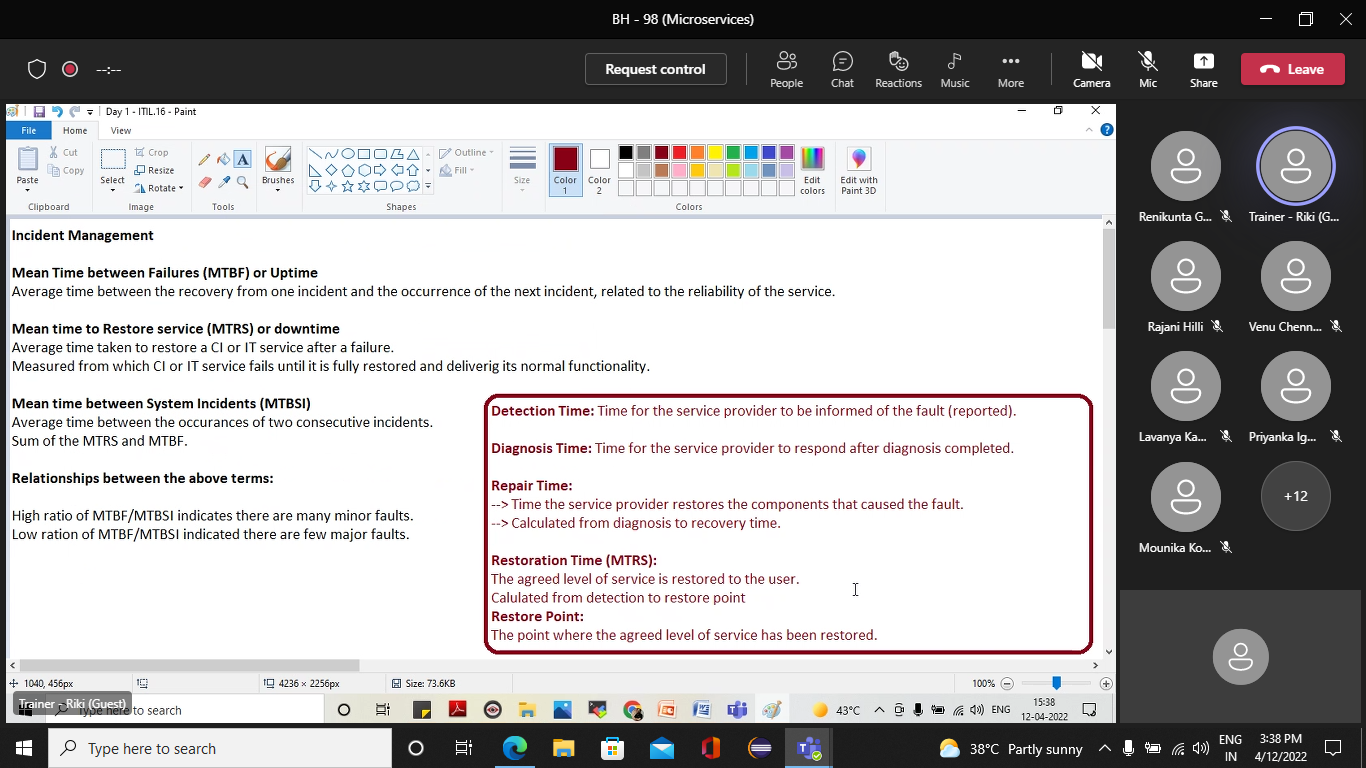 BH - 98 (Microservices)
--:--
Request control
People
Chat
Reactions
Music
More
Camera
Mic
Share
Leave
Day 1 - ITIL.16 - Paint
File
Home
View
Paste
Cut
Copy
Clipboard
Select
Crop
Resize
Rotate
Image
A
Tools
Brushes
Shapes
Outline
Fill
Size
Color 1
Color 2
Edit colors
Colors
Edit with Paint 3D
Incident Management
Mean Time between Failures (MTBF) or Uptime
Average time between the recovery from one incident and the occurrence of the next incident, related to the reliability of the service.
Mean time to Restore service (MTRS) or downtime
Average time taken to restore a CI or IT service after a failure.
Measured from which CI or IT service fails until it is fully restored and deliverig its normal functionality.
Mean time between System Incidents (MTBSI)
Average time between the occurances of two consecutive incidents.
Sum of the MTRS and MTBF.
Relationships between the above terms:
High ratio of MTBF/MTBSI indicates there are many minor faults.
Low ration of MTBF/MTBSI indicated there are few major faults.
Detection Time: Time for the service provider to be informed of the fault (reported).
Diagnosis Time: Time for the service provider to respond after diagnosis completed.
Repair Time:
--> Time the service provider restores the components that caused the fault.
--> Calculated from diagnosis to recovery time.
Restoration Time (MTRS):
The agreed level of service is restored to the user.
Calulated from detection to restore point
Restore Point:
The point where the agreed level of service has been restored.
Renikunta G...
Trainer - Riki (G...
Rajani Hilli
Venu Chenn...
Lavanya Ka...
Priyanka Ig...
Mounika Ko...
+12
1040, 456px
4236 × 2256px
Size: 73.6KB
100%
Trainer - Riki (Guest)
Type here to search
43°C
ENG
15:38
12-04-2022
Type here to search
38°C Partly sunny
ENG
IN
3:38 PM
4/12/2022